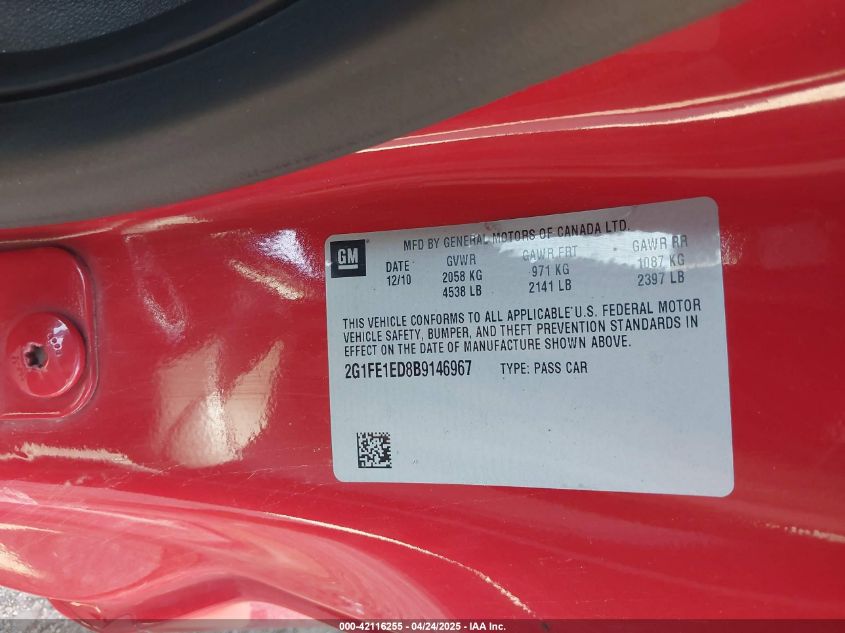 GM
MFD BY GENERAL MOTORS OF CANADA LTD.
DATE GVWR GAWR FRT GAWR RR
12/10 2058 KG 971 KG 1087 KG
4538 LB 2141 LB 2397 LB
THIS VEHICLE CONFORMS TO ALL APPLICABLE U.S. FEDERAL MOTOR
VEHICLE SAFETY, BUMPER, AND THEFT PREVENTION STANDARDS IN
EFFECT ON THE DATE OF MANUFACTURE SHOWN ABOVE.
2G1FE1ED8B9146967 TYPE: PASS CAR
000-42116255 - 04/24/2025 - IAA Inc.